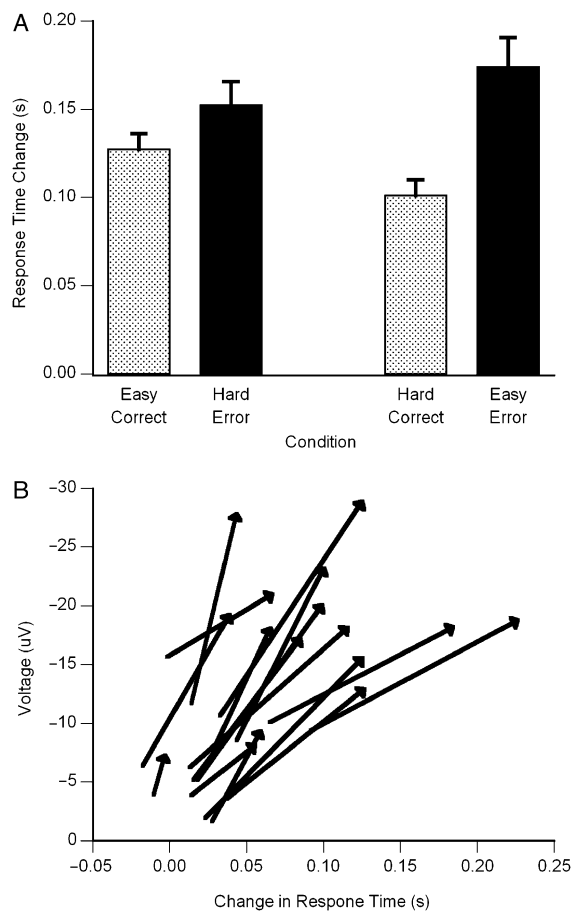 A
Response Time Change (s)
0.20
0.15
0.10
0.05
0.00
Easy Hard Hard Easy
Correct Error Correct Error
Condition
B
Voltage (uV)
−30
−25
−20
−15
−10
−5
0
−0.05 0.00 0.05 0.10 0.15 0.20 0.25
Change in Respone Time (s)